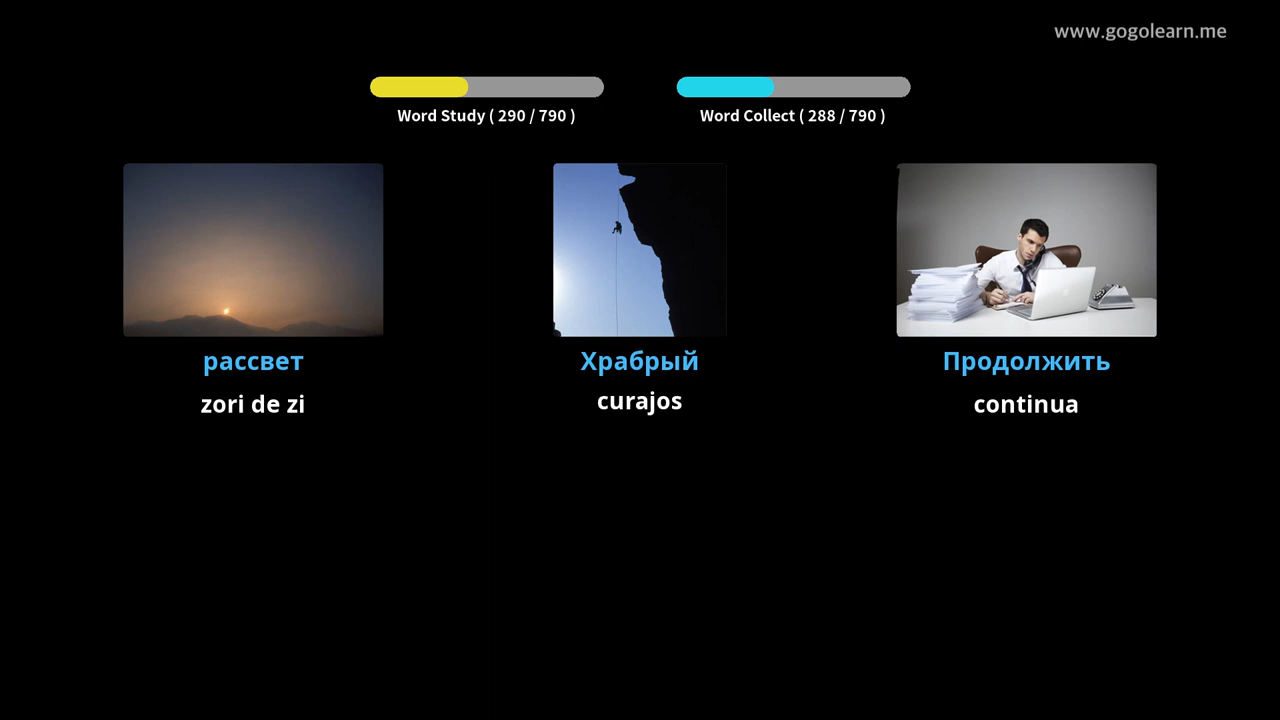 www.gogolearn.me
Word Study ( 290 / 790 )
Word Collect ( 288 / 790 )
рассвет
Храбрый
Продолжить
zori de zi
curajos
continua